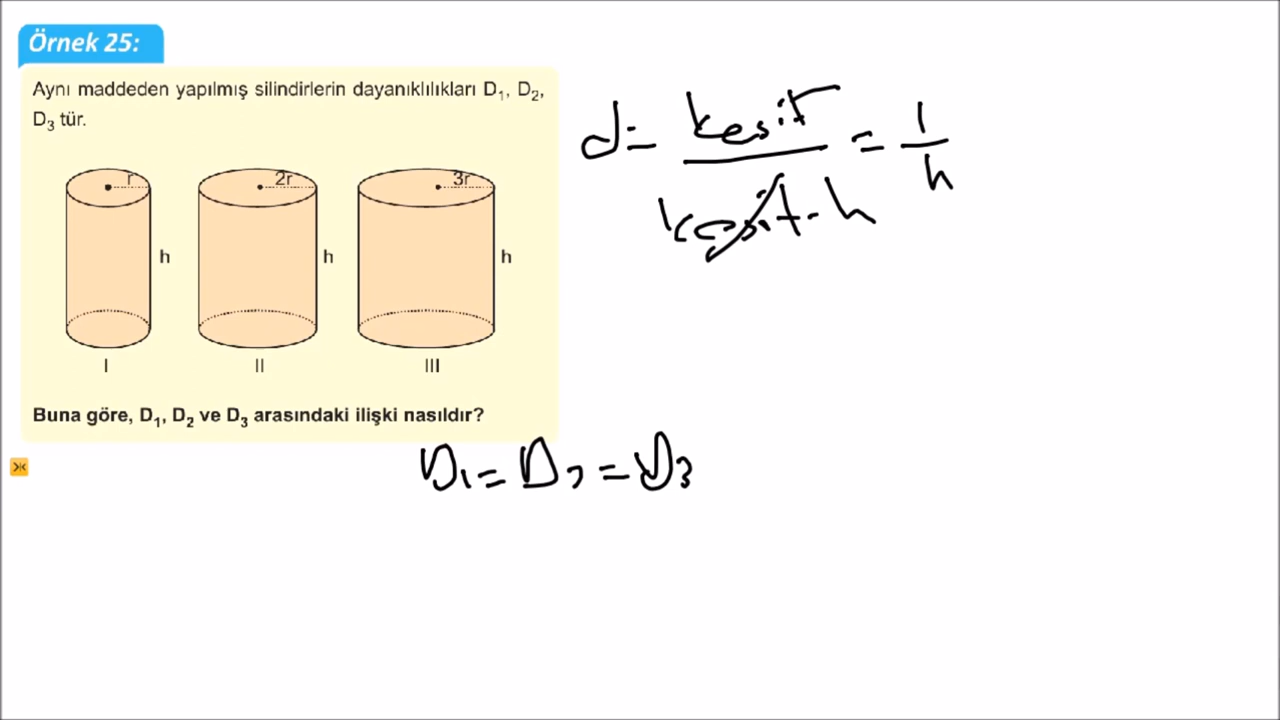 Örnek 25:
Aynı maddeden yapılmış silindirlerin dayanıklılıkları D₁, D₂,
D₃ tür.
r 2r 3r
h h h
I II III
Buna göre, D₁, D₂ ve D₃ arasındaki ilişki nasıldır?
d = kesit / kesit . h = 1 / h
D₁ = D₂ = D₃